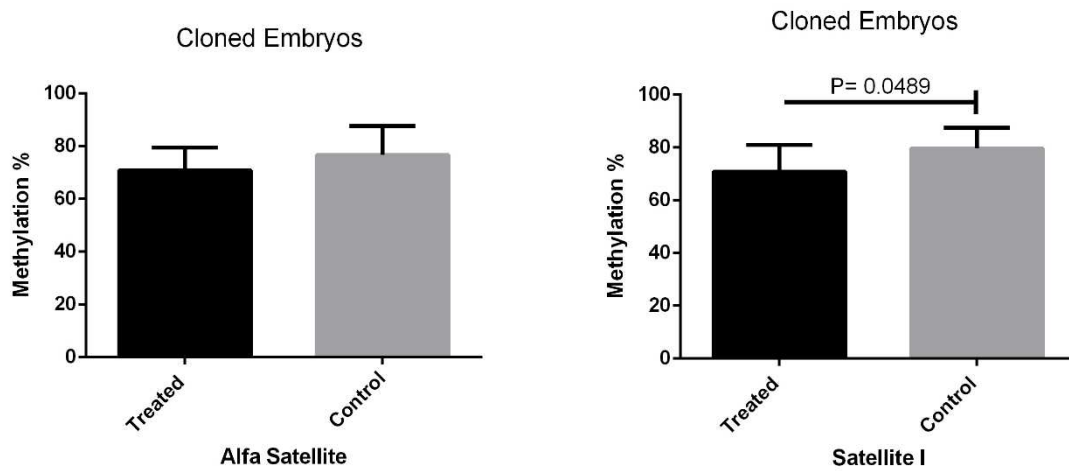 Cloned Embryos
Methylation %
100
80
60
40
20
0
Treated
Control
Alfa Satellite
Cloned Embryos
P= 0.0489
Methylation %
100
80
60
40
20
0
Treated
Control
Satellite I